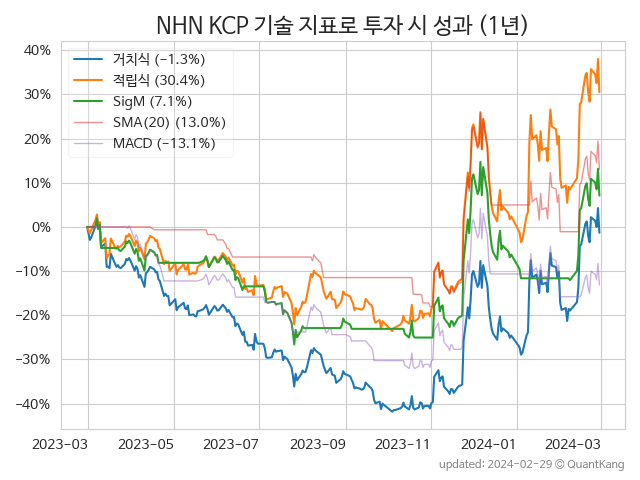 NHN KCP 기술 지표로 투자 시 성과 (1년)
40%
30%
20%
10%
0%
−10%
−20%
−30%
−40%
거치식 (−1.3%)
적립식 (30.4%)
SigM (7.1%)
SMA(20) (13.0%)
MACD (−13.1%)
2023-03 2023-05 2023-07 2023-09 2023-11 2024-01 2024-03
updated: 2024-02-29 © QuantKang